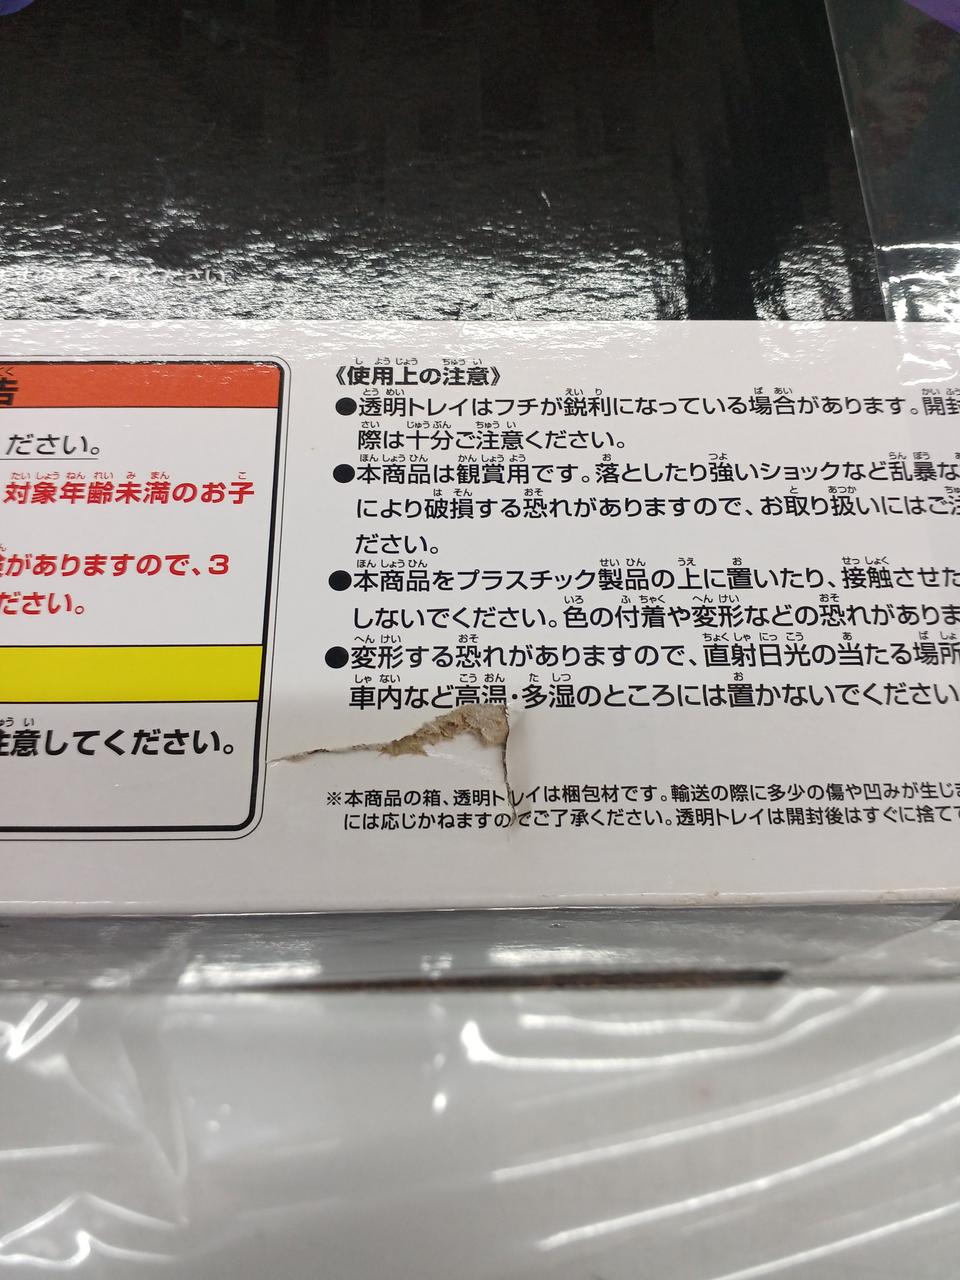 告
ださい。
対象年齢未満のお子
がありますので、3
ださい。
注意してください。
《使用上の注意》
●透明トレイはフチが鋭利になっている場合があります。開封
際は十分ご注意ください。
●本商品は観賞用です。落としたり強いショックなど乱暴な
により破損する恐れがありますので、お取り扱いにはご注
ださい。
●本商品をプラスチック製品の上に置いたり、接触させた
しないでください。色の付着や変形などの恐れがありま
●変形する恐れがありますので、直射日光の当たる場所
車内など高温・多湿のところには置かないでください
※本商品の箱、透明トレイは梱包材です。輸送の際に多少の傷や凹みが生じま
には応じかねますのでご了承ください。透明トレイは開封後はすぐに捨てて